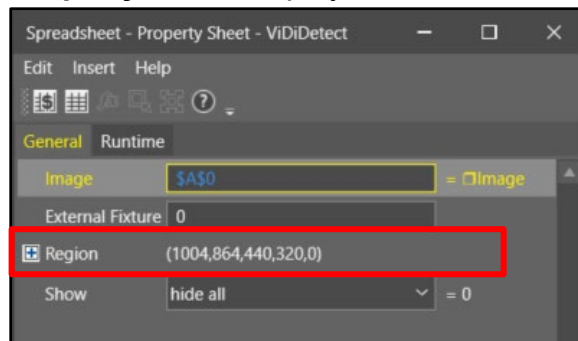 Spreadsheet - Property Sheet - ViDiDetect
Edit Insert Help
General Runtime
Image $A$0 = Image
External Fixture 0
Region (1004,864,440,320,0)
Show hide all = 0